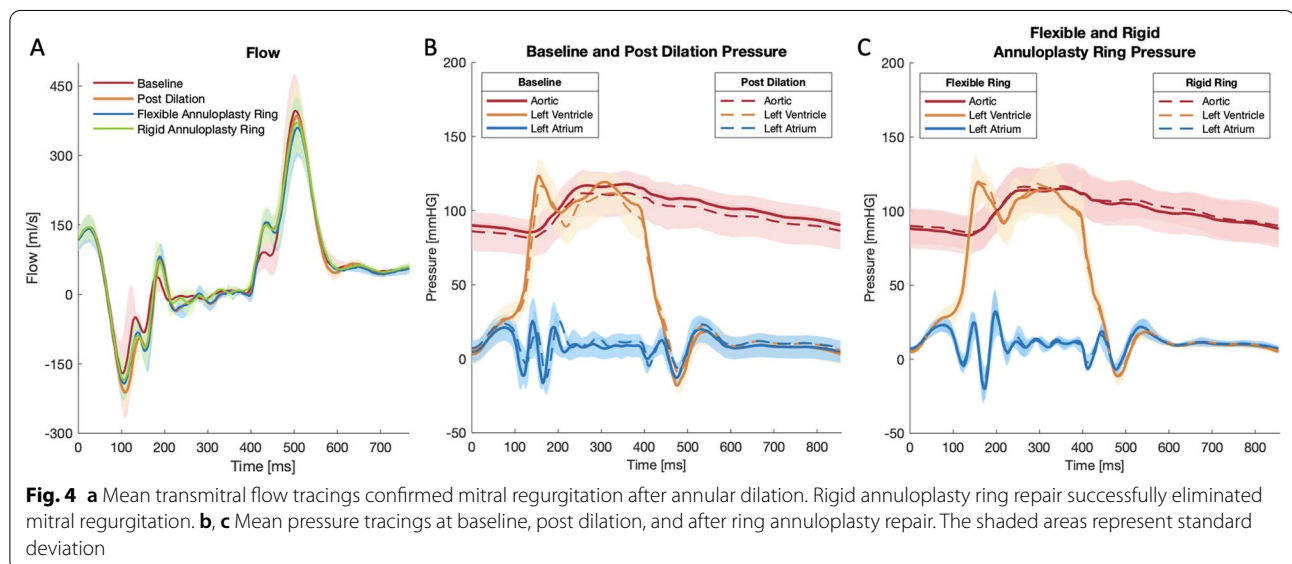 A
Flow
450
300
150
0
-150
-300
Flow [ml/s]
Baseline
Post Dilation
Flexible Annuloplasty Ring
Rigid Annuloplasty Ring
0 100 200 300 400 500 600 700
Time [ms]
B
Baseline and Post Dilation Pressure
200
150
100
50
0
-50
Pressure [mmHG]
Baseline
Aortic
Left Ventricle
Left Atrium
Post Dilation
Aortic
Left Ventricle
Left Atrium
0 100 200 300 400 500 600 700 800
Time [ms]
C
Flexible and Rigid
Annuloplasty Ring Pressure
200
150
100
50
0
-50
Pressure [mmHG]
Flexible Ring
Aortic
Left Ventricle
Left Atrium
Rigid Ring
Aortic
Left Ventricle
Left Atrium
0 100 200 300 400 500 600 700 800
Time [ms]
Fig. 4 a Mean transmitral flow tracings confirmed mitral regurgitation after annular dilation. Rigid annuloplasty ring repair successfully eliminated
mitral regurgitation. b, c Mean pressure tracings at baseline, post dilation, and after ring annuloplasty repair. The shaded areas represent standard
deviation